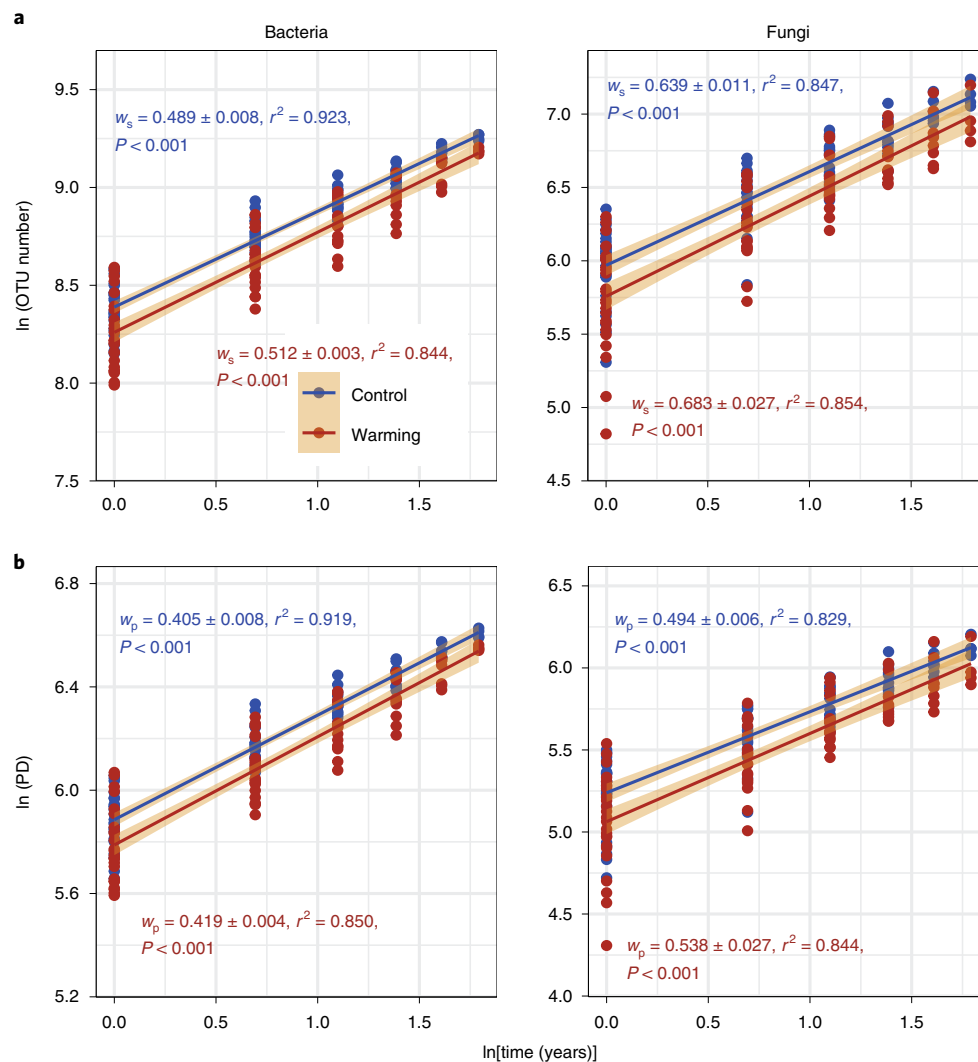 a
Bacteria
Fungi
9.5
9.0
8.5
8.0
7.5
ln (OTU number)
w_s = 0.489 ± 0.008, r² = 0.923,
P < 0.001
w_s = 0.512 ± 0.003, r² = 0.844,
P < 0.001
Control
Warming
0.0 0.5 1.0 1.5
7.0
6.5
6.0
5.5
5.0
4.5
w_s = 0.639 ± 0.011, r² = 0.847,
P < 0.001
w_s = 0.683 ± 0.027, r² = 0.854,
P < 0.001
0.0 0.5 1.0 1.5
b
6.8
6.4
6.0
5.6
5.2
ln (PD)
w_p = 0.405 ± 0.008, r² = 0.919,
P < 0.001
w_p = 0.419 ± 0.004, r² = 0.850,
P < 0.001
0.0 0.5 1.0 1.5
6.5
6.0
5.5
5.0
4.5
4.0
w_p = 0.494 ± 0.006, r² = 0.829,
P < 0.001
w_p = 0.538 ± 0.027, r² = 0.844,
P < 0.001
0.0 0.5 1.0 1.5
ln[time (years)]